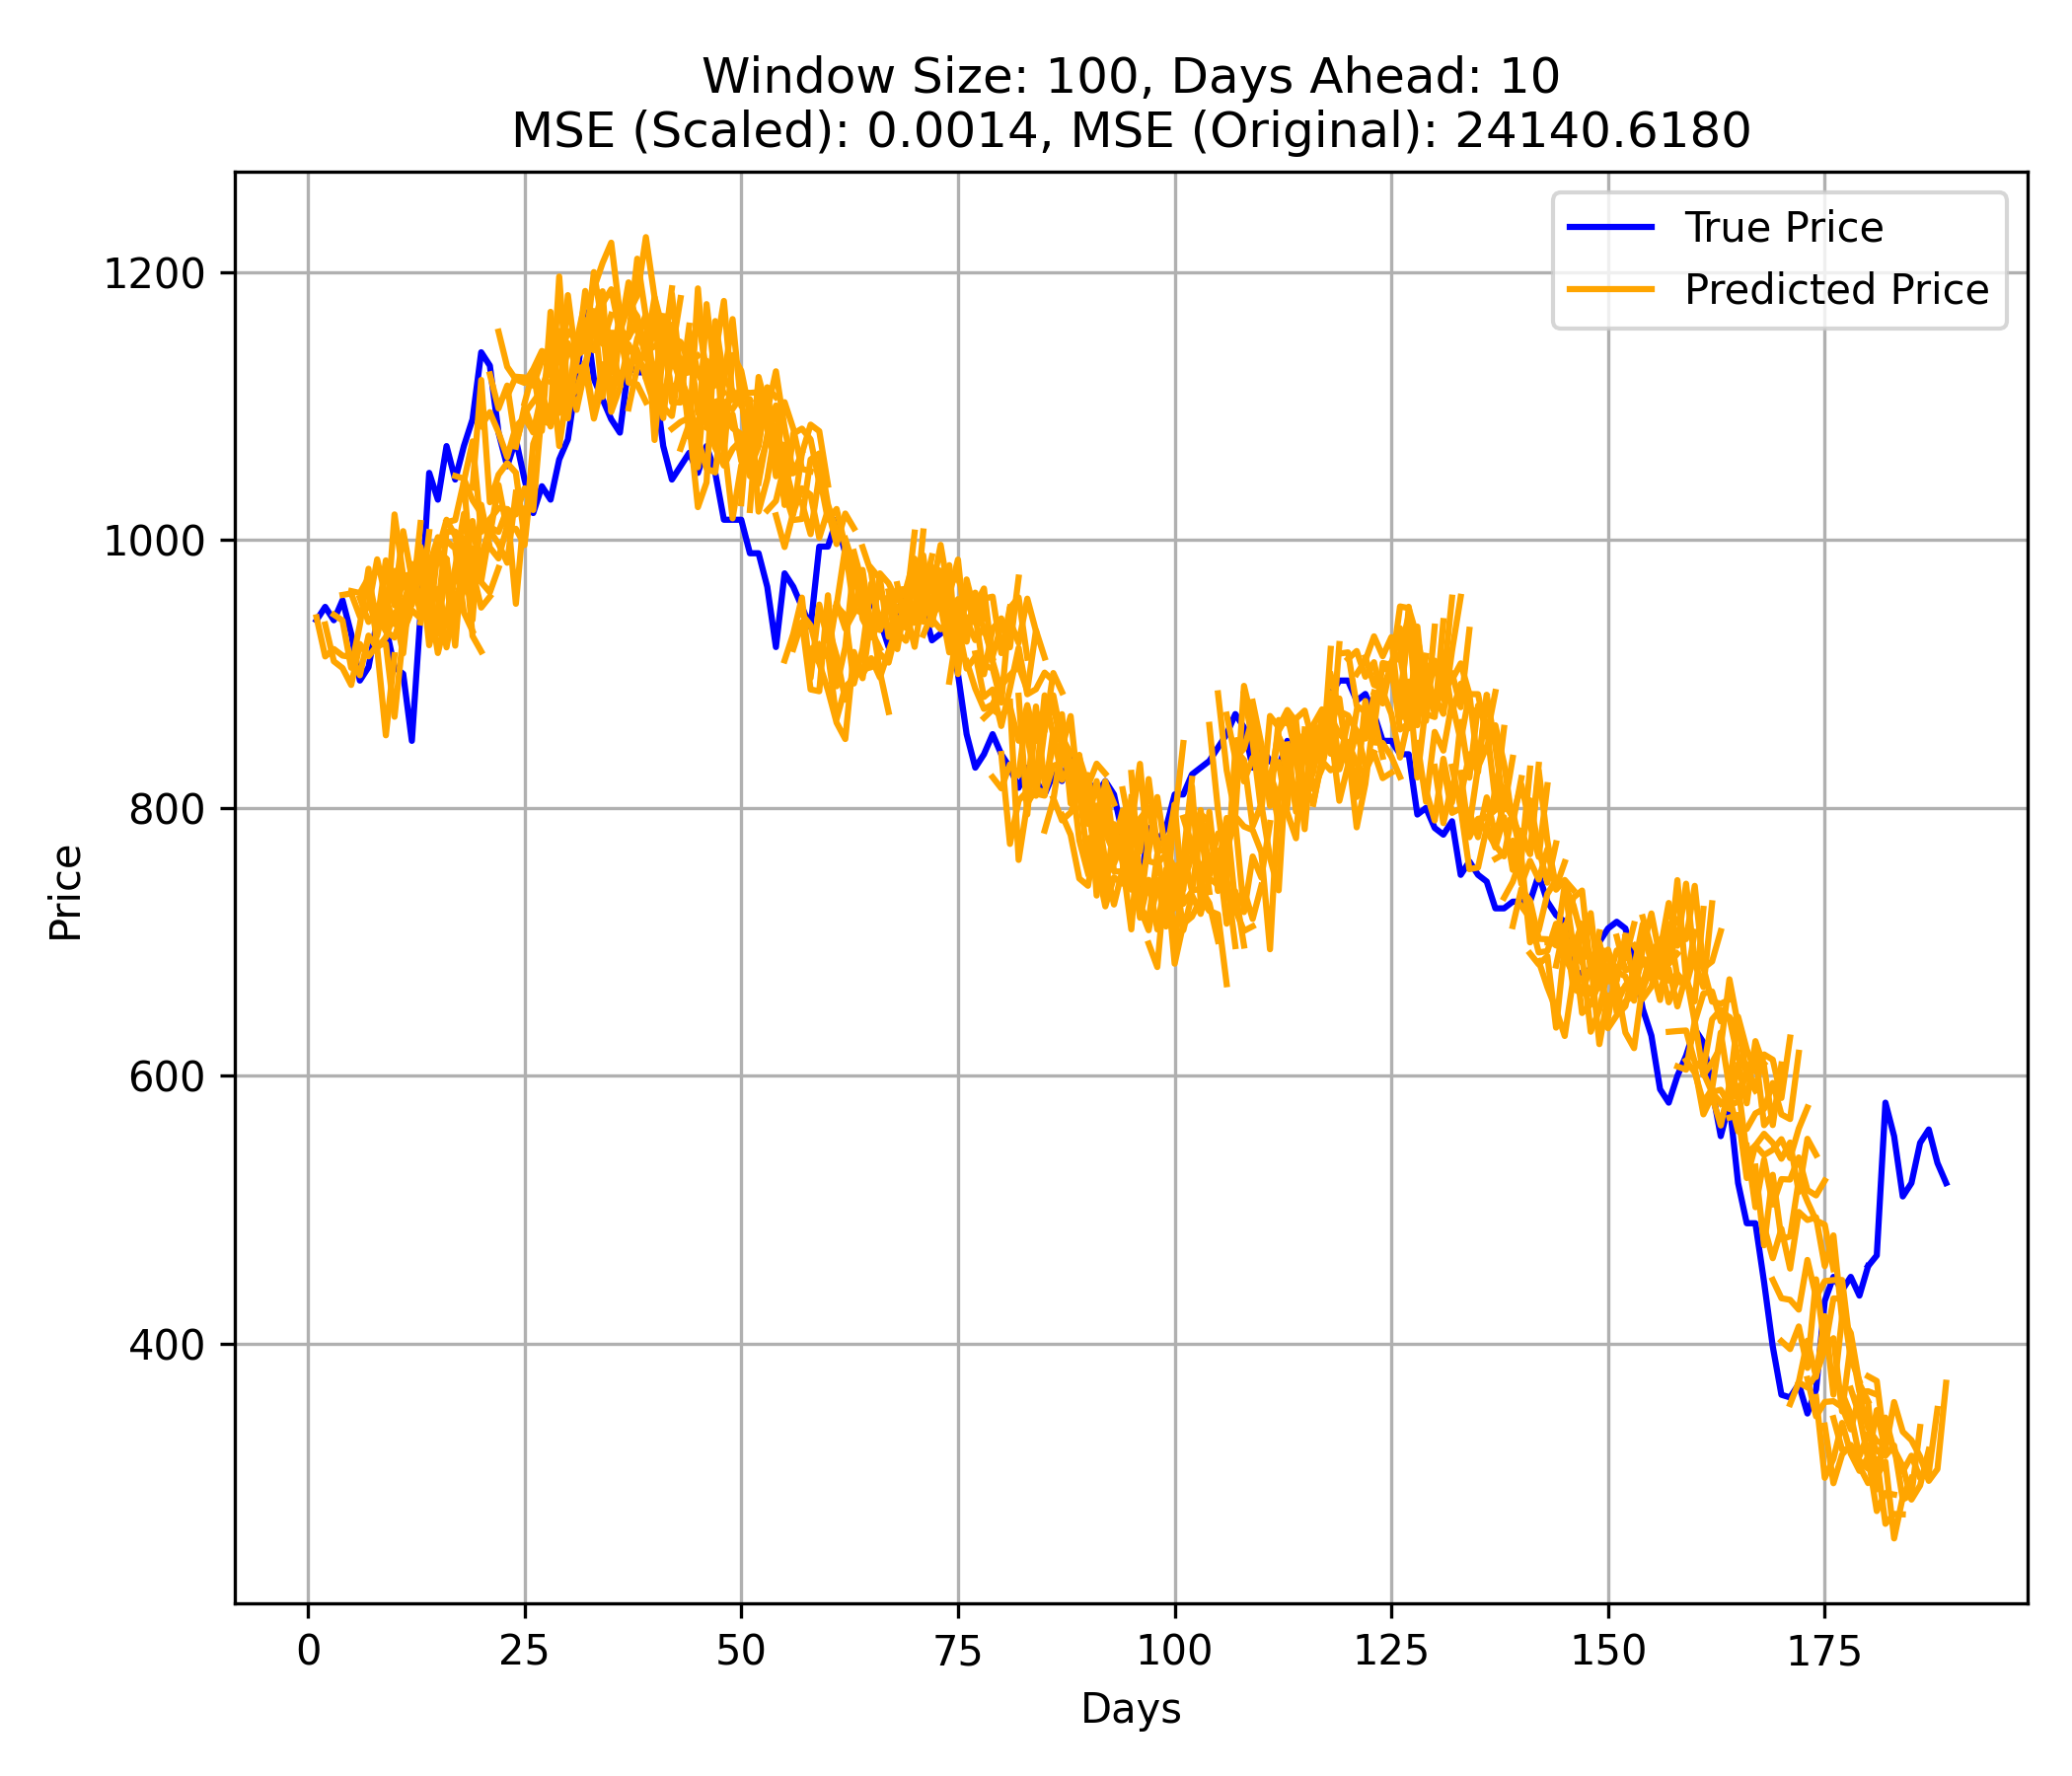 Window Size: 100, Days Ahead: 10
MSE (Scaled): 0.0014, MSE (Original): 24140.6180
True Price
Predicted Price
1200
1000
800
600
400
Price
0 25 50 75 100 125 150 175
Days